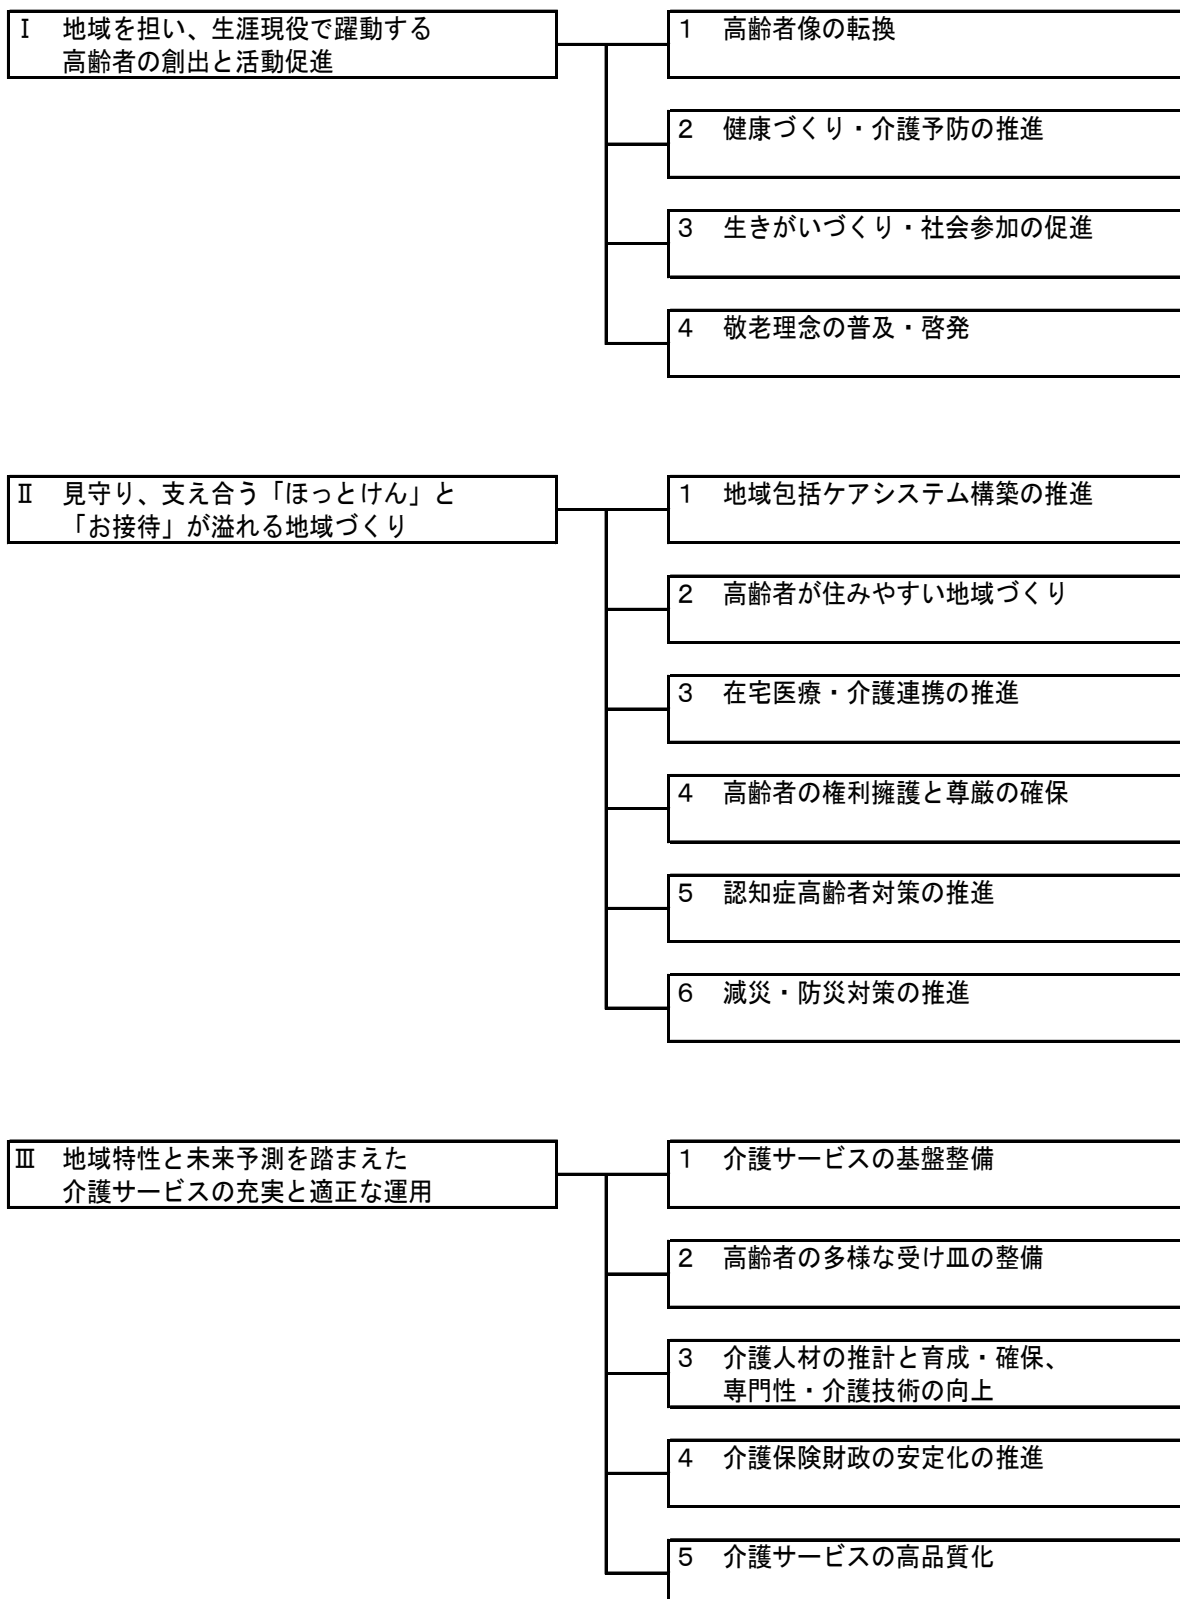 Ⅰ 地域を担い、生涯現役で躍動する
高齢者の創出と活動促進
1 高齢者像の転換
2 健康づくり・介護予防の推進
3 生きがいづくり・社会参加の促進
4 敬老理念の普及・啓発
Ⅱ 見守り、支え合う「ほっとけん」と
「お接待」が溢れる地域づくり
1 地域包括ケアシステム構築の推進
2 高齢者が住みやすい地域づくり
3 在宅医療・介護連携の推進
4 高齢者の権利擁護と尊厳の確保
5 認知症高齢者対策の推進
6 減災・防災対策の推進
Ⅲ 地域特性と未来予測を踏まえた
介護サービスの充実と適正な運用
1 介護サービスの基盤整備
2 高齢者の多様な受け皿の整備
3 介護人材の推計と育成・確保、
専門性・介護技術の向上
4 介護保険財政の安定化の推進
5 介護サービスの高品質化